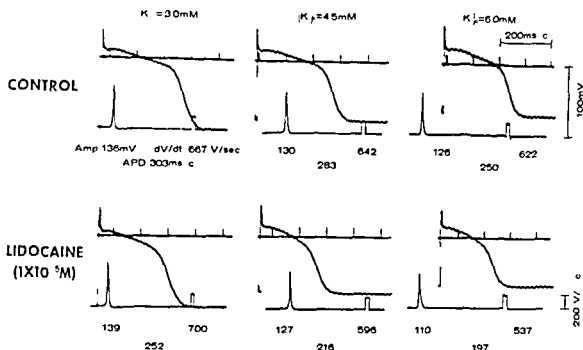 K = 3.0mM
K = 4.5mM
K = 6.0mM
200ms c
CONTROL
100mV
Amp 136mV dV/dt 667 V/sec
APD 303ms c
130 642
283
126 622
250
LIDOCAINE
(1X10 ⁵M)
200 V/ c
139 700
252
127 596
216
110 537
197